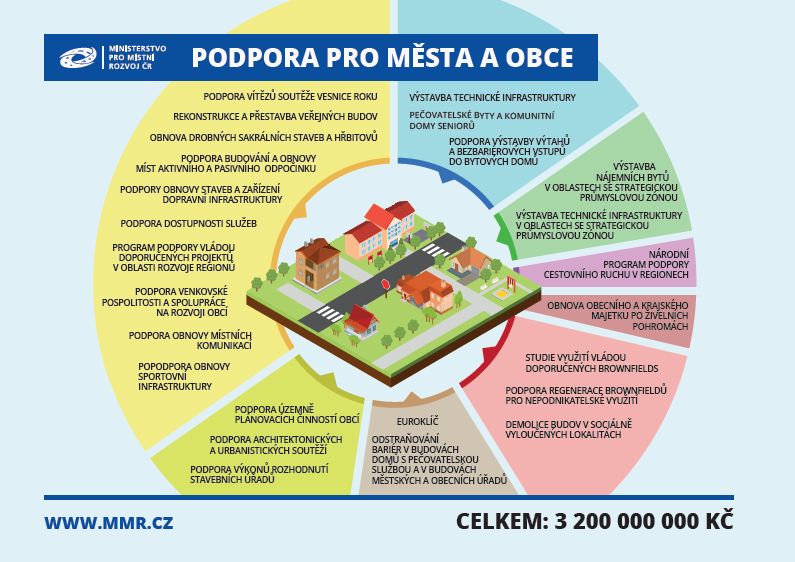 MINISTERSTVO
PRO MÍSTNÍ
ROZVOJ ČR
PODPORA PRO MĚSTA A OBCE
PODPORA VÍTĚZŮ SOUTĚŽE VESNICE ROKU
REKONSTRUKCE A PŘESTAVBA VEŘEJNÝCH BUDOV
OBNOVA DROBNÝCH SAKRÁLNÍCH STAVEB A HŘBITOVŮ
PODPORA BUDOVÁNÍ A OBNOVY
MÍST AKTIVNÍHO A PASIVNÍHO ODPOČINKU
PODPORY OBNOVY STAVEB A ZAŘÍZENÍ
DOPRAVNÍ INFRASTRUKTURY
PODPORA DOSTUPNOSTI SLUŽEB
PROGRAM PODPORY VLÁDOU
DOPORUČENÝCH PROJEKTŮ
V OBLASTI ROZVOJE REGIONŮ
PODPORA VENKOVSKÉ
POSPOLITOSTI A SPOLUPRÁCE
NA ROZVOJI OBCÍ
PODPORA OBNOVY MÍSTNÍCH
KOMUNIKACÍ
POPODPORA OBNOVY
SPORTOVNÍ
INFRASTRUKTURY
VÝSTAVBA TECHNICKÉ INFRASTRUKTURY
PEČOVATELSKÉ BYTY A KOMUNITNÍ
DOMY SENIORŮ
PODPORA VÝSTAVBY VÝTAHŮ
A BEZBARIÉROVÝCH VSTUPŮ
DO BYTOVÝCH DOMŮ
VÝSTAVBA
NÁJEMNÍCH BYTŮ
V OBLASTECH SE STRATEGICKOU
PRŮMYSLOVOU ZÓNOU
VÝSTAVBA TECHNICKÉ INFRASTRUKTURY
V OBLASTECH SE STRATEGICKOU
PRŮMYSLOVOU ZÓNOU
NÁRODNÍ
PROGRAM PODPORY
CESTOVNÍHO RUCHU V REGIONECH
OBNOVA OBECNÍHO A KRAJSKÉHO
MAJETKU PO ŽIVELNÍCH
POHROMÁCH
STUDIE VYUŽITÍ VLÁDOU
DOPORUČENÝCH BROWNFIELDS
PODPORA REGENERACE BROWNFIELDŮ
PRO NEPODNIKATELSKÉ VYUŽITÍ
DEMOLICE BUDOV V SOCIÁLNĚ
VYLOUČENÝCH LOKALITÁCH
EUROKLÍČ
ODSTRAŇOVÁNÍ
BARIÉR V BUDOVÁCH
DOMŮ S PEČOVATELSKOU
SLUŽBOU A V BUDOVÁCH
MĚSTSKÝCH A OBECNÍCH ÚŘADŮ
PODPORA ÚZEMNĚ
PLÁNOVACÍCH ČINNOSTÍ OBCÍ
PODPORA ARCHITEKTONICKÝCH
A URBANISTICKÝCH SOUTĚŽÍ
PODPORA VÝKONŮ ROZHODNUTÍ
STAVEBNÍCH ÚŘADŮ
WWW.MMR.CZ
CELKEM: 3 200 000 000 KČ